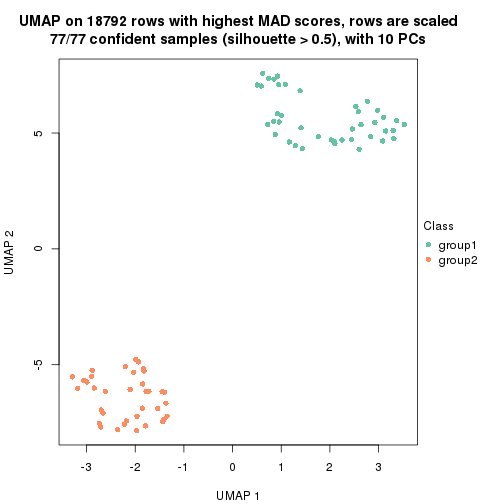 UMAP on 18792 rows with highest MAD scores, rows are scaled
77/77 confident samples (silhouette > 0.5), with 10 PCs
5
0
-5
UMAP 2
-3 -2 -1 0 1 2 3
UMAP 1
Class
group1
group2